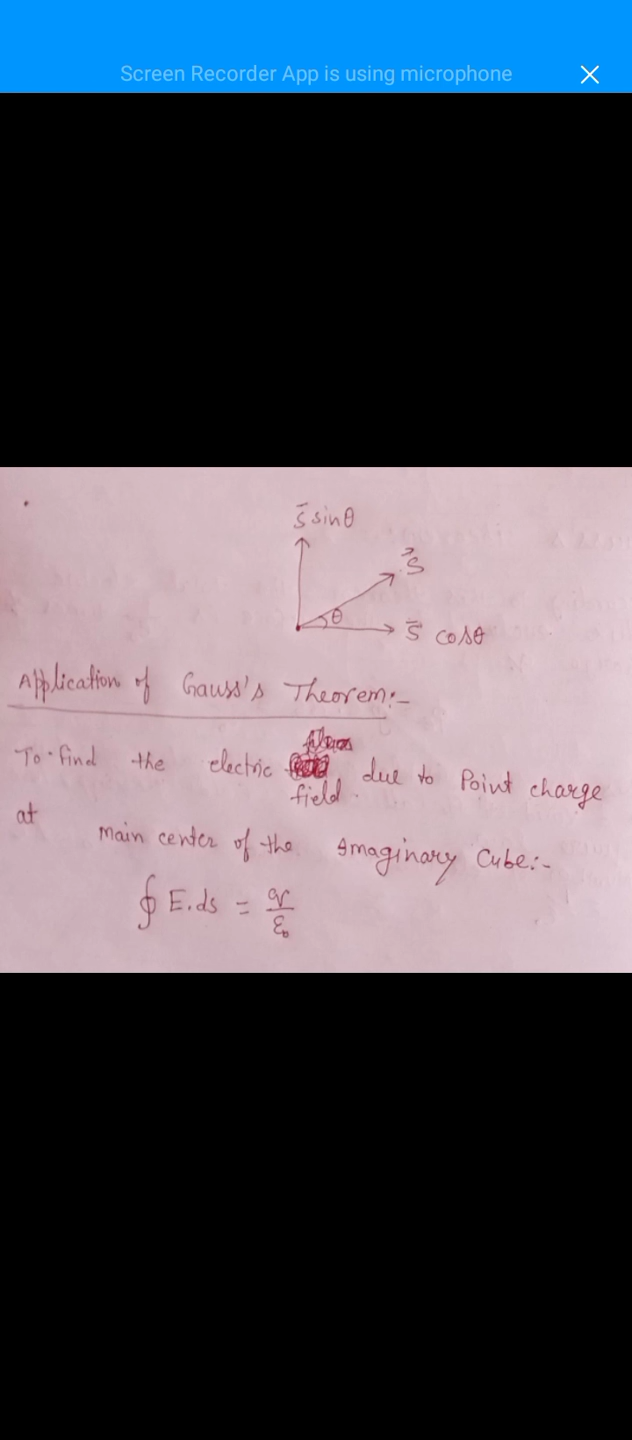 Screen Recorder App is using microphone
S⃗ sinθ
S⃗
θ
S⃗ cosθ
Application of Gauss's Theorem:-
flux
To find the electric due to Point charge
field.
at main center of the Imaginary Cube:-
∮ E.ds = q/ε₀